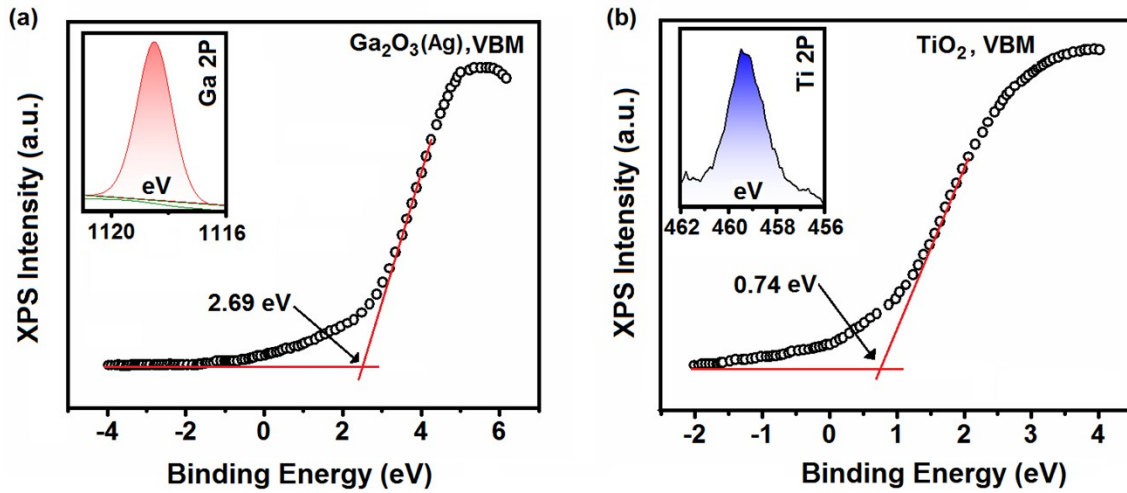 (a)
Ga₂O₃(Ag),VBM
Ga 2P
eV
1120 1116
2.69 eV
XPS Intensity (a.u.)
-4 -2 0 2 4 6
Binding Energy (eV)
(b)
TiO₂, VBM
Ti 2P
eV
462 460 458 456
0.74 eV
XPS Intensity (a.u.)
-2 -1 0 1 2 3 4
Binding Energy (eV)